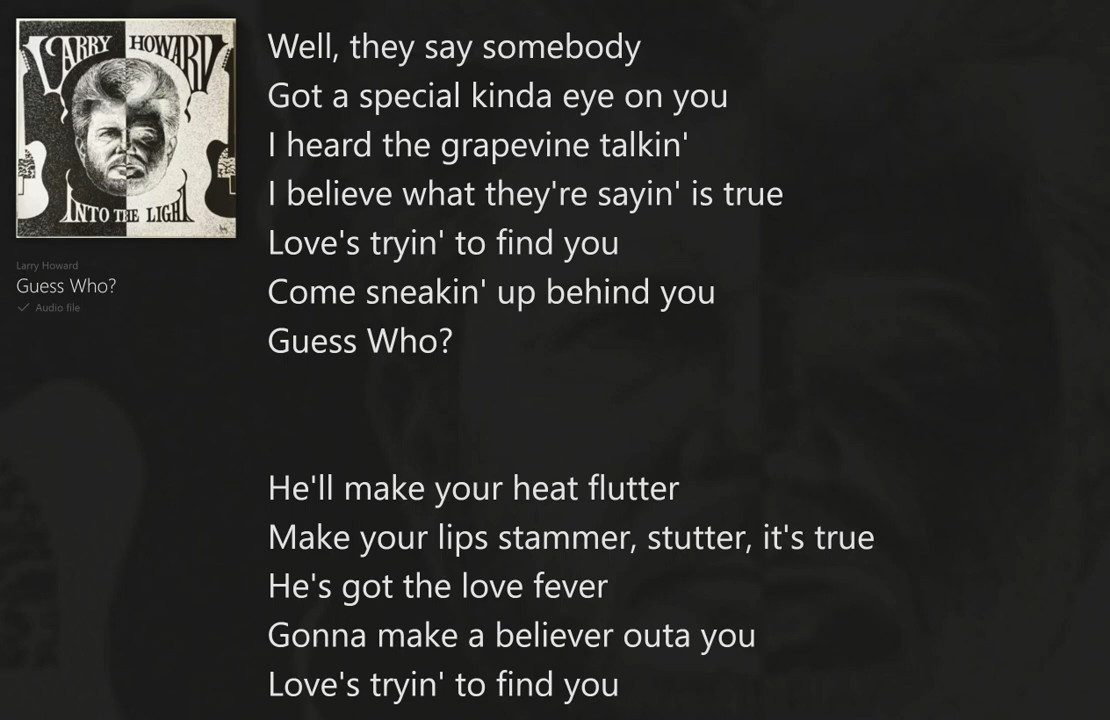 LARRY HOWARD
INTO THE LIGHT
Larry Howard
Guess Who?
Audio file
Well, they say somebody
Got a special kinda eye on you
I heard the grapevine talkin'
I believe what they're sayin' is true
Love's tryin' to find you
Come sneakin' up behind you
Guess Who?
He'll make your heat flutter
Make your lips stammer, stutter, it's true
He's got the love fever
Gonna make a believer outa you
Love's tryin' to find you